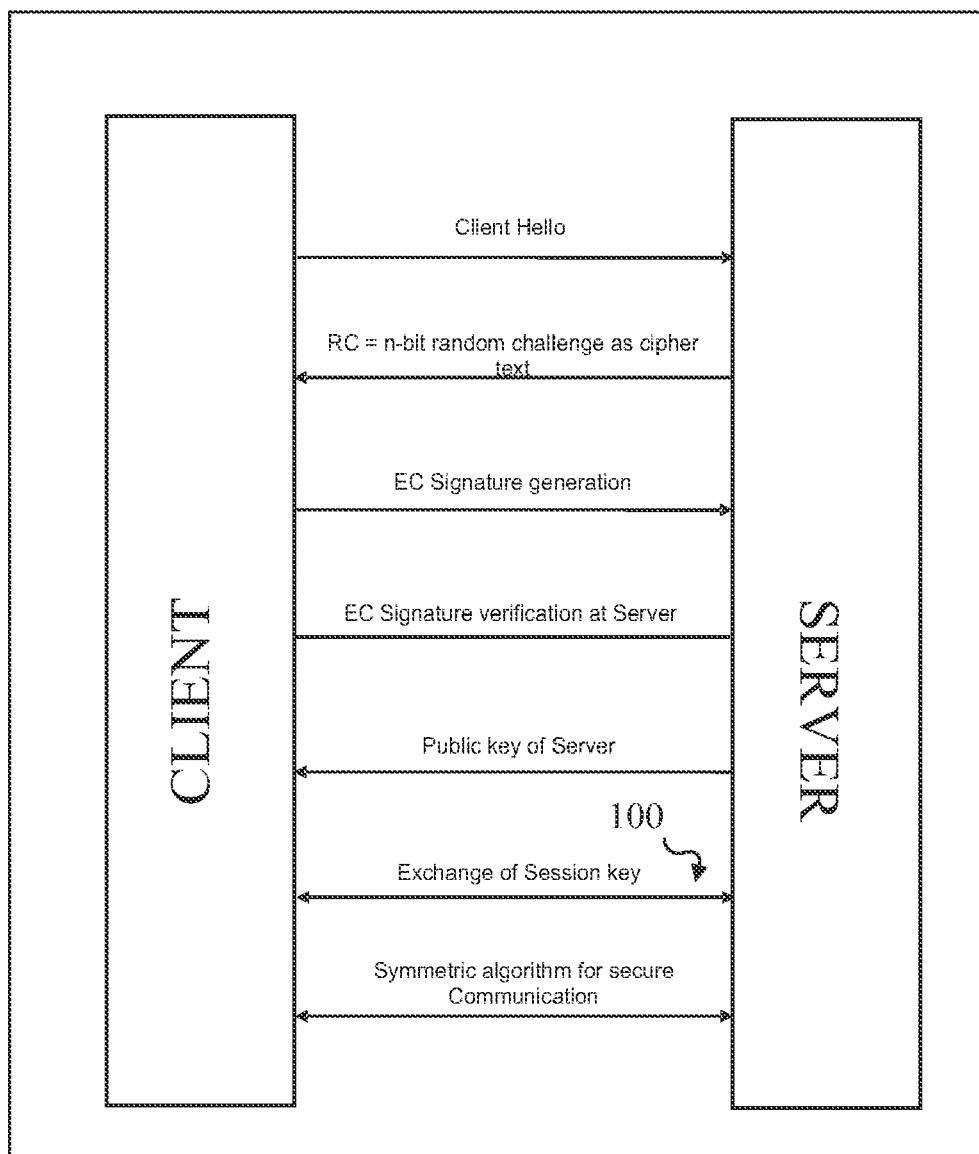 Client Hello
RC = n-bit random challenge as cipher
text
EC Signature generation
EC Signature verification at Server
Public key of Server
100
Exchange of Session key
Symmetric algorithm for secure
Communication
CLIENT
SERVER